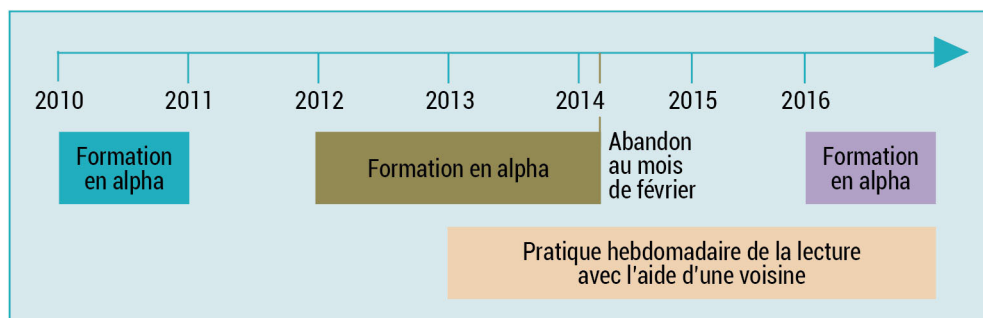 2010 2011 2012 2013 2014 2015 2016
Formation
en alpha
Formation en alpha
Abandon
au mois
de février
Formation
en alpha
Pratique hebdomadaire de la lecture
avec l'aide d'une voisine